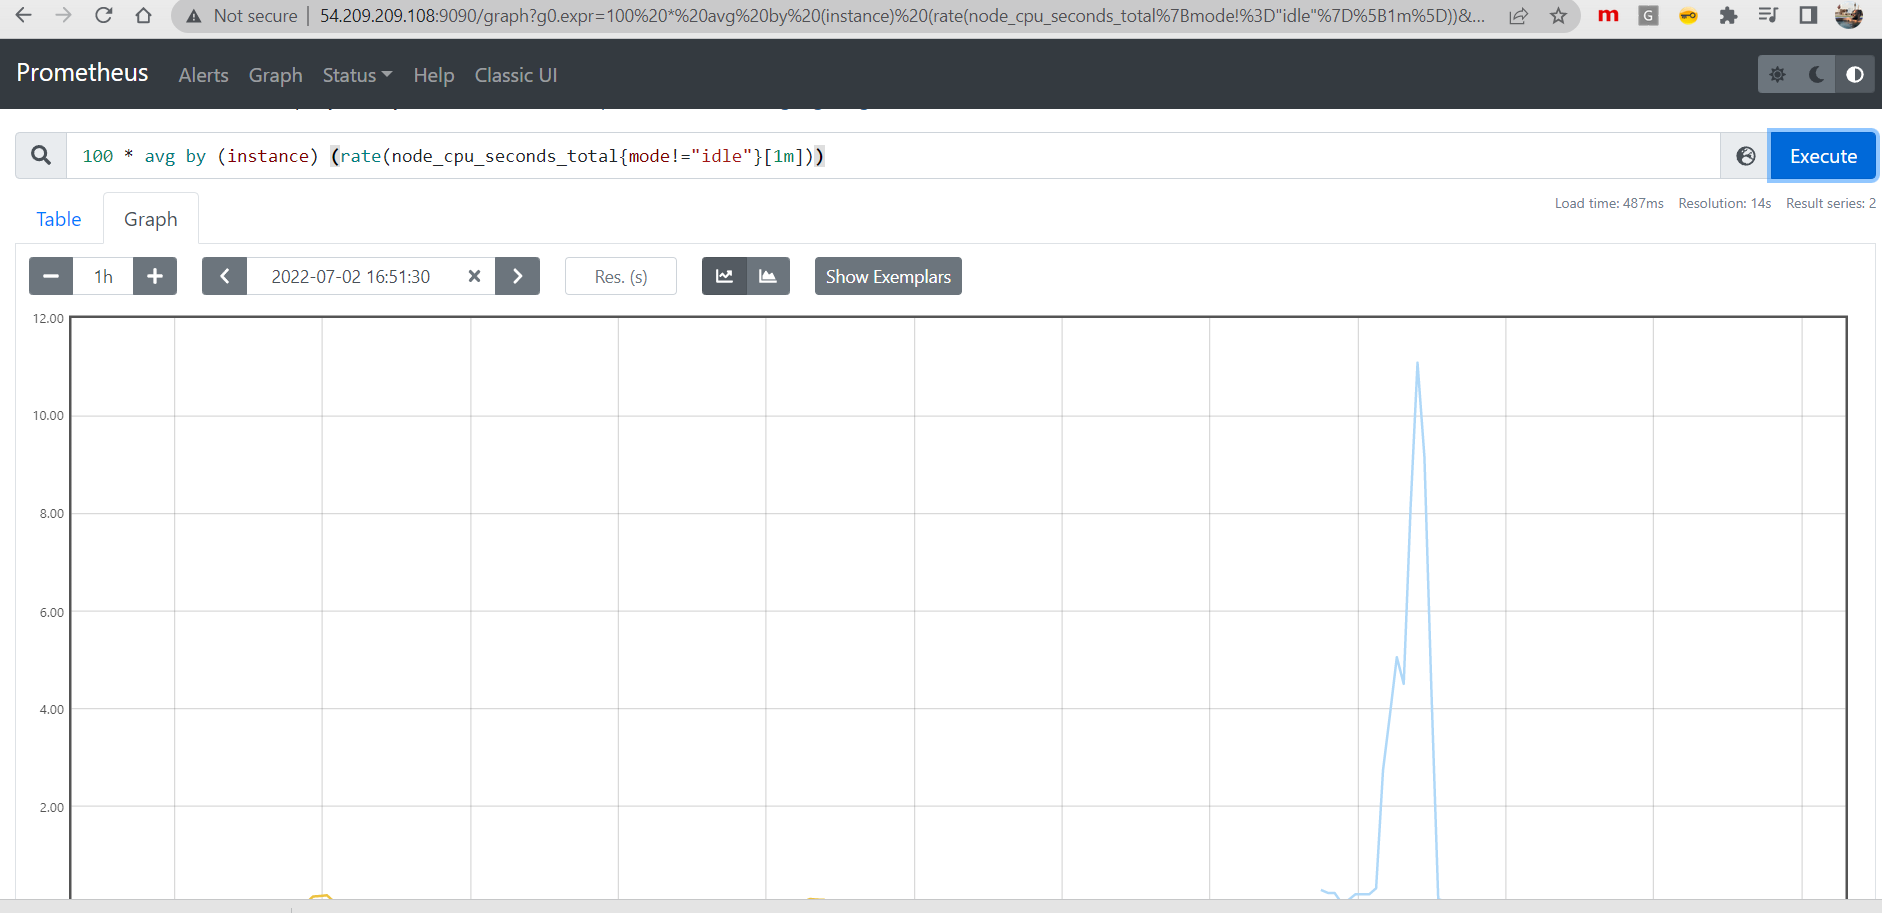 Not secure | 54.209.209.108:9090/graph?g0.expr=100%20*%20avg%20by%20(instance)%20(rate(node_cpu_seconds_total%7Bmode!%3D"idle"%7D%5B1m%5D))&...
m G
Prometheus Alerts Graph Status Help Classic UI
100 * avg by (instance) (rate(node_cpu_seconds_total{mode!="idle"}[1m])) Execute
Load time: 487ms Resolution: 14s Result series: 2
Table Graph
1h 2022-07-02 16:51:30 Res. (s) Show Exemplars
12.00
10.00
8.00
6.00
4.00
2.00